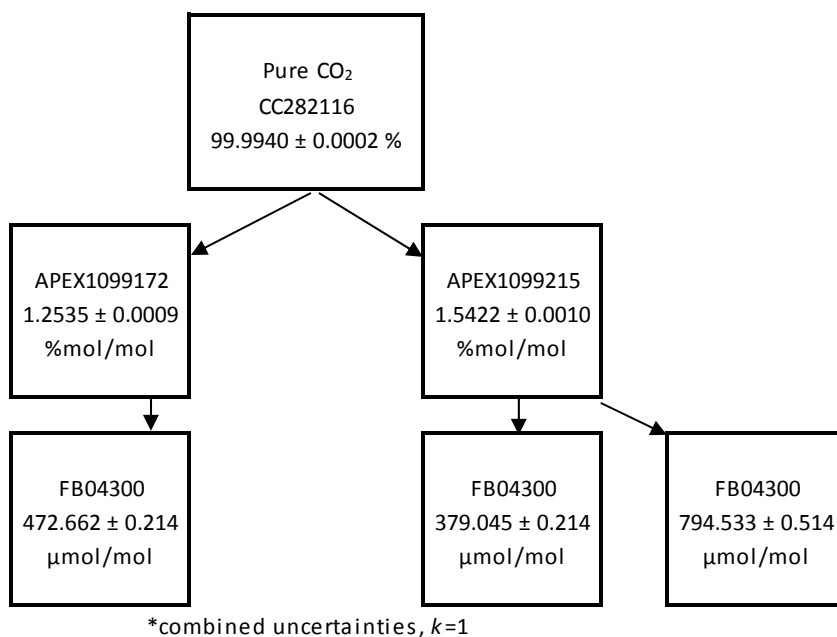 Pure CO₂
CC282116
99.9940 ± 0.0002 %
APEX1099172
1.2535 ± 0.0009
%mol/mol
APEX1099215
1.5422 ± 0.0010
%mol/mol
FB04300
472.662 ± 0.214
µmol/mol
FB04300
379.045 ± 0.214
µmol/mol
FB04300
794.533 ± 0.514
µmol/mol
*combined uncertainties, k=1